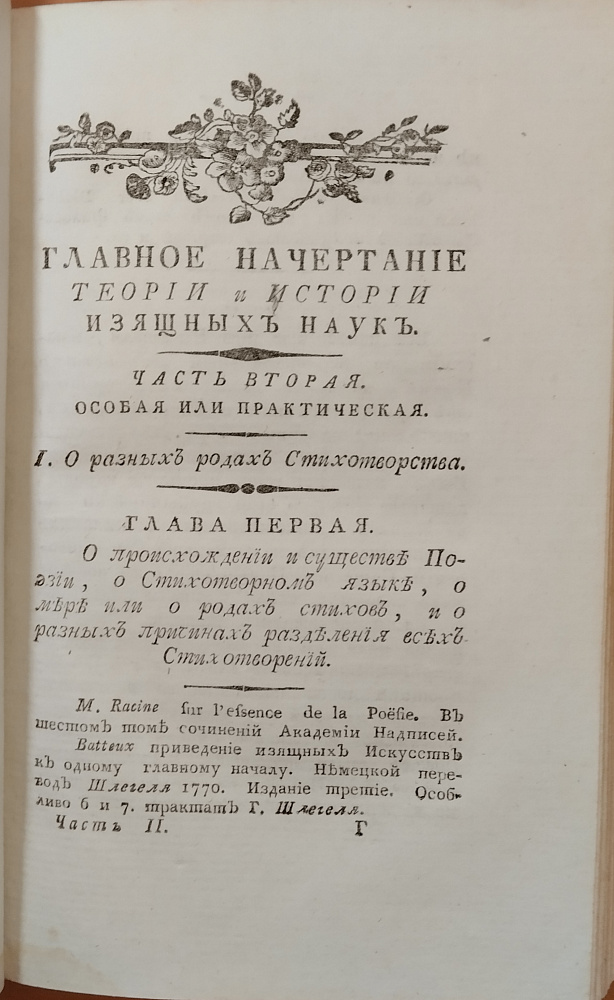 ГЛАВНОЕ НАЧЕРТАНІЕ
ТЕОРІИ и ИСТОРІИ
ИЗЯЩНЫХЪ НАУКЪ.
ЧАСТЬ ВТОРАЯ.
ОСОБАЯ ИЛИ ПРАКТИЧЕСКАЯ.
I. О разныхъ родахъ Стихотворства.
ГЛАВА ПЕРВАЯ.
О происхожденіи и существѣ По-
эзіи, о Стихотворномъ языкѣ, о
мѣрѣ или о родахъ стиховъ, и о
разныхъ причинахъ раздѣленія всѣхъ
Стихотвореній.
M. Racine ſur l'eſsence de la Poëſie. Въ
шестомъ томѣ сочиненій Академіи Надписей.
Batteux приведеніе изящныхъ Искусствъ
къ одному главному началу. Нѣмецкой пере-
водъ Шлегеля 1770. Изданіе третіе. Особ-
ливо 6 и 7. трактатъ Г. Шлегеля.
Часть II. Г